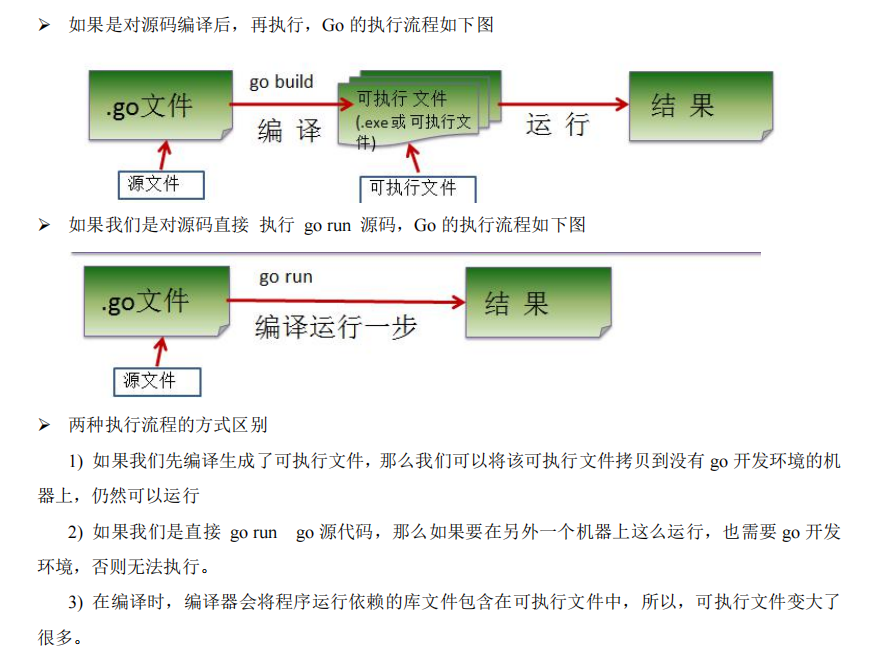 ➢ 如果是对源码编译后，再执行，Go 的执行流程如下图
go build
.go文件
可执行 文件
(.exe或 可执行文
件)
编 译
运 行
结 果
源文件
可执行文件
➢ 如果我们是对源码直接 执行 go run 源码，Go 的执行流程如下图
go run
.go文件
结 果
编译运行一步
源文件
➢ 两种执行流程的方式区别
1) 如果我们先编译生成了可执行文件，那么我们可以将该可执行文件拷贝到没有 go 开发环境的机
器上，仍然可以运行
2) 如果我们是直接 go run go 源代码，那么如果要在另外一个机器上这么运行，也需要 go 开发
环境，否则无法执行。
3) 在编译时，编译器会将程序运行依赖的库文件包含在可执行文件中，所以，可执行文件变大了
很多。